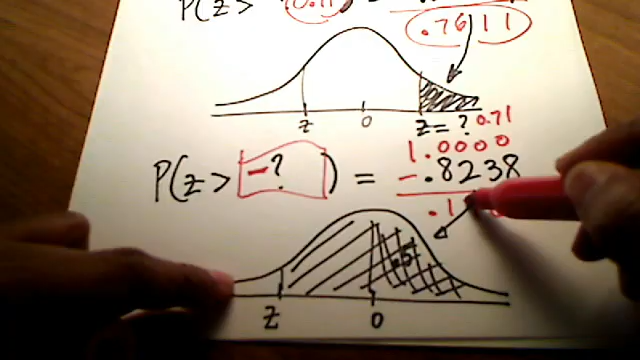 P(z>
.7611
z 0 z=? 0.71
1.0000
P(z> -?) = -.8238
.1
.5
z 0